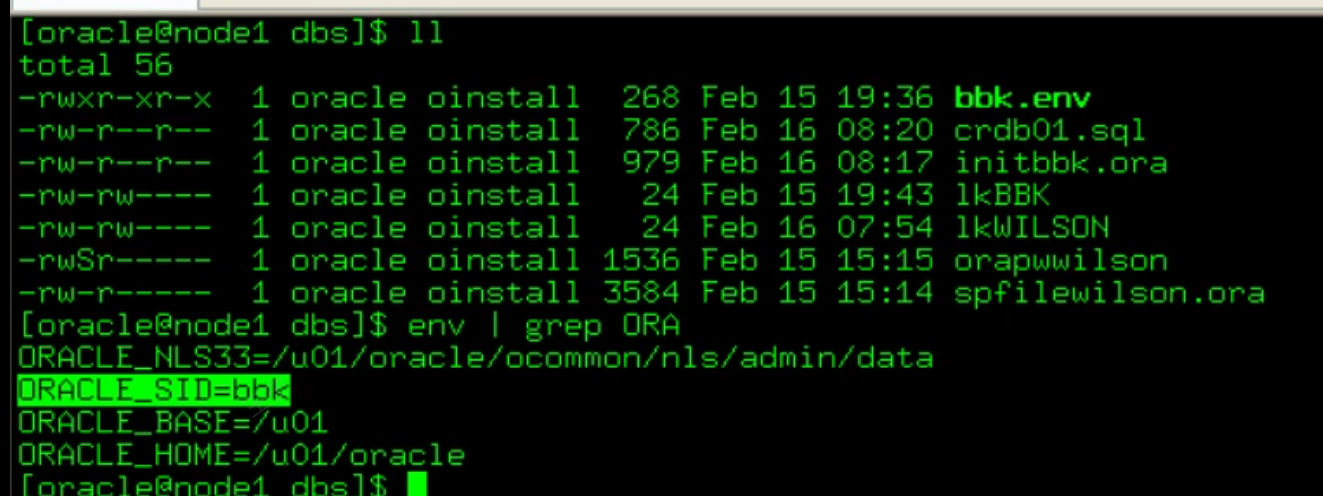 [oracle@node1 dbs]$ ll
total 56
-rwxr-xr-x  1 oracle oinstall  268 Feb 15 19:36 bbk.env
-rw-r--r--  1 oracle oinstall  786 Feb 16 08:20 crdb01.sql
-rw-r--r--  1 oracle oinstall  979 Feb 16 08:17 initbbk.ora
-rw-rw----  1 oracle oinstall   24 Feb 15 19:43 lkBBK
-rw-rw----  1 oracle oinstall   24 Feb 16 07:54 lkWILSON
-rwSr-----  1 oracle oinstall 1536 Feb 15 15:15 orapwwilson
-rw-r-----  1 oracle oinstall 3584 Feb 15 15:14 spfilewilson.ora
[oracle@node1 dbs]$ env | grep ORA
ORACLE_NLS33=/u01/oracle/ocommon/nls/admin/data
ORACLE_SID=bbk
ORACLE_BASE=/u01
ORACLE_HOME=/u01/oracle
[oracle@node1 dbs]$